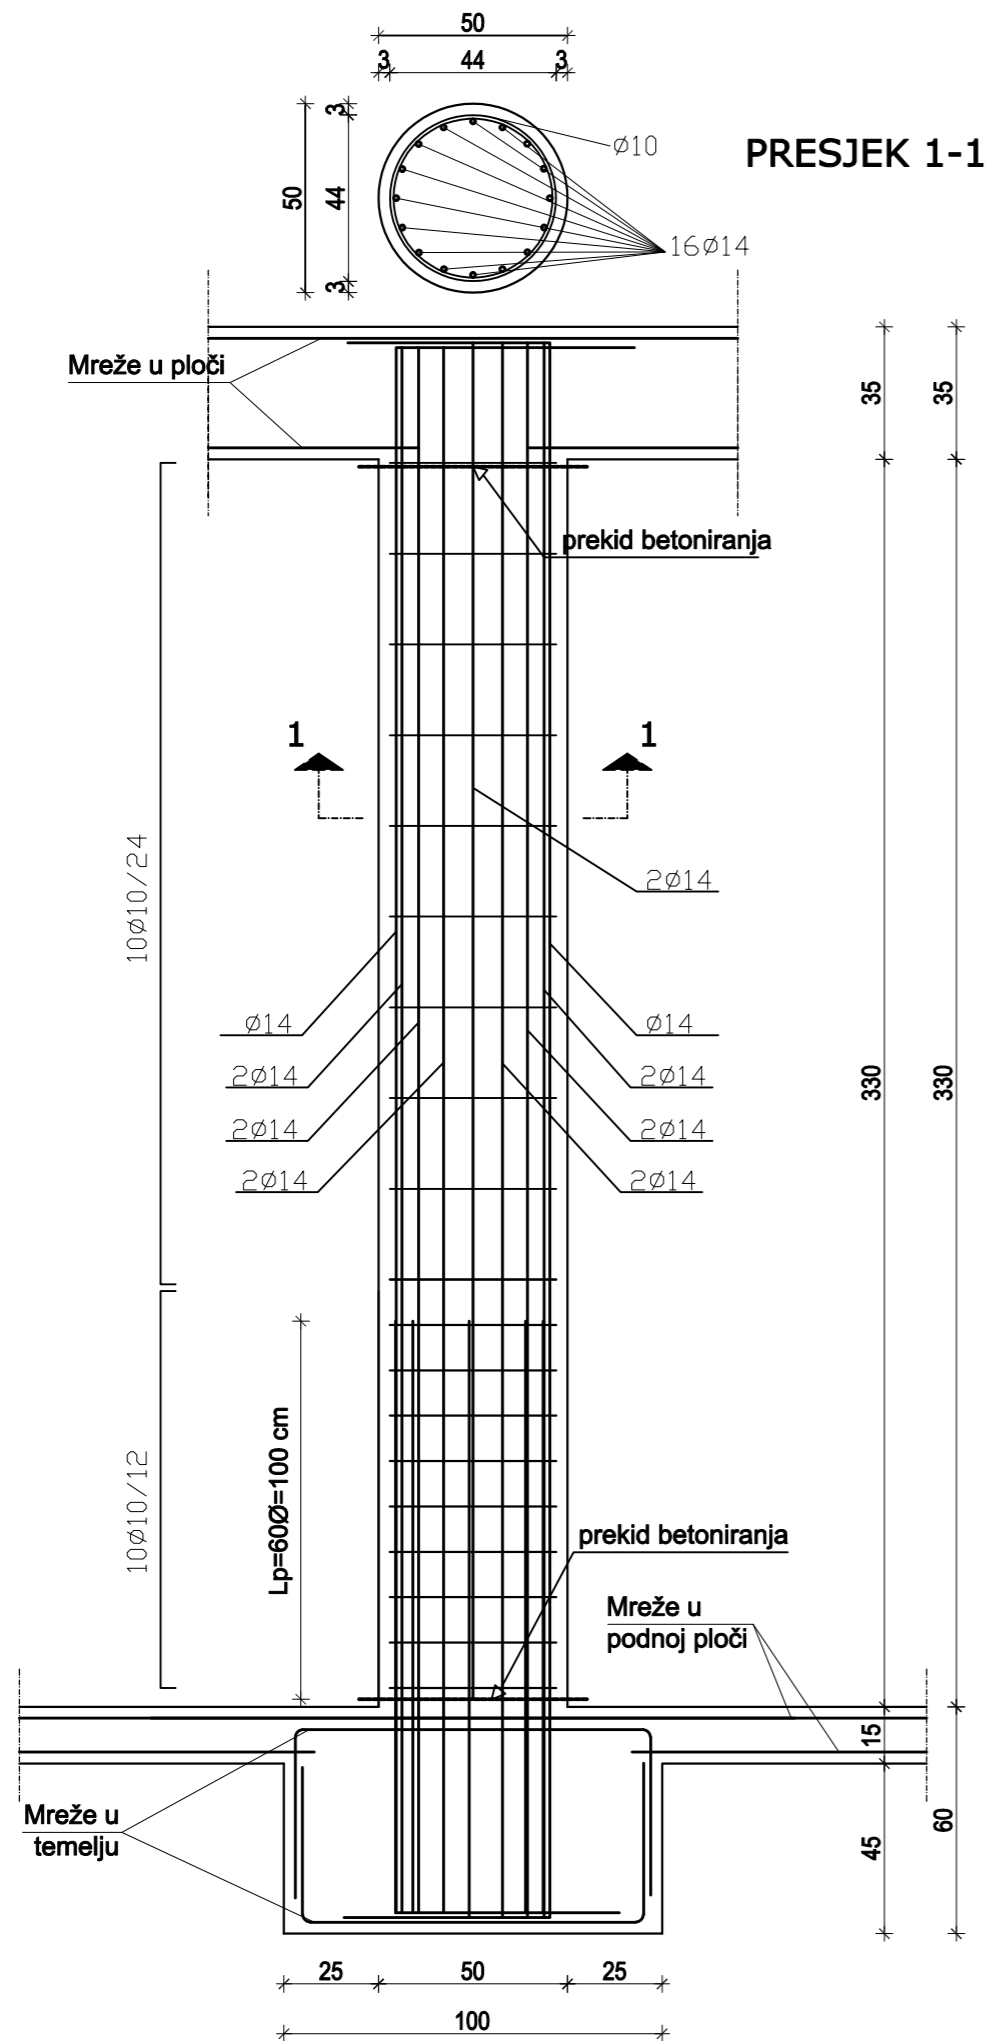 50
3 44 3
3
44
3
50
Ø10
PRESJEK 1-1
16Ø14
Mreže u ploči
35
35
prekid betoniranja
1
1
10Ø10/24
2Ø14
Ø14
Ø14
2Ø14
2Ø14
2Ø14
2Ø14
2Ø14
2Ø14
330
330
Lp=60Ø=100 cm
10Ø10/12
prekid betoniranja
Mreže u
podnoj ploči
15
Mreže u
temelju
45
60
25 50 25
100